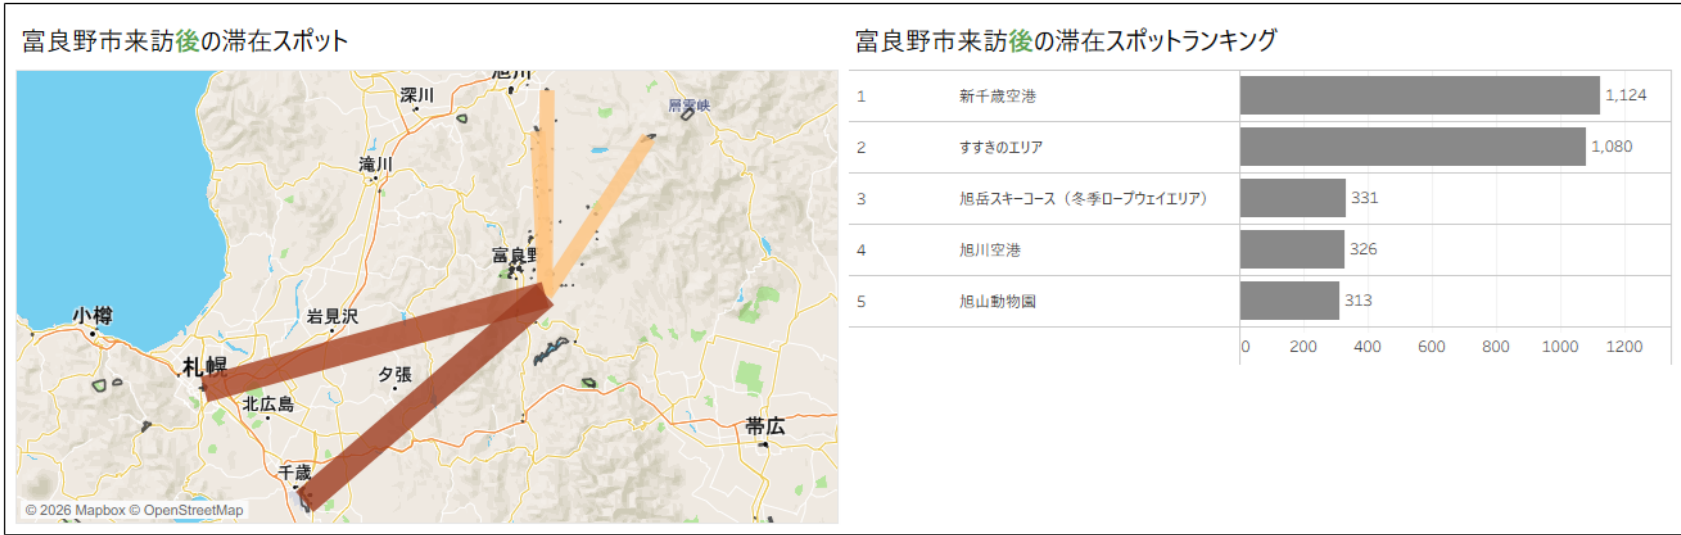 富良野市来訪後の滞在スポット
旭川
深川
層雲峡
滝川
富良野
小樽
岩見沢
札幌
夕張
北広島
帯広
千歳
© 2026 Mapbox © OpenStreetMap
富良野市来訪後の滞在スポットランキング
1 新千歳空港 1,124
2 すすきのエリア 1,080
3 旭岳スキーコース（冬季ロープウェイエリア） 331
4 旭川空港 326
5 旭山動物園 313
0 200 400 600 800 1000 1200